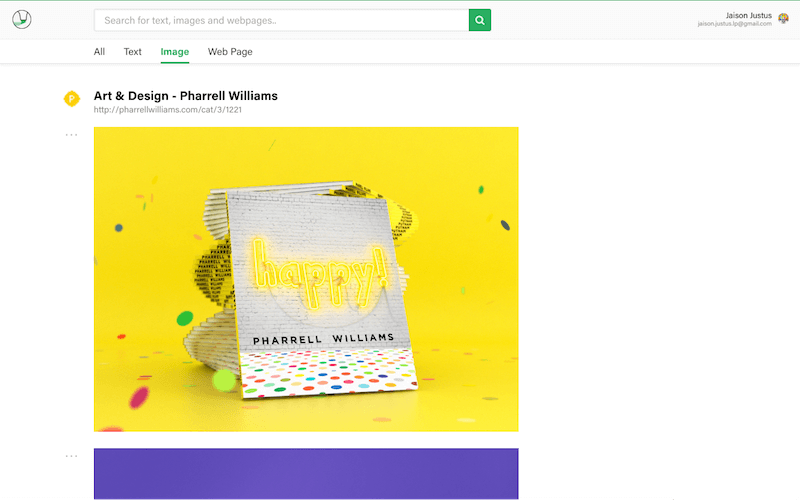 Search for text, images and webpages..
Jaison Justus
jaison.justus.lp@gmail.com
All Text Image Web Page
P
Art & Design - Pharrell Williams
http://pharrellwilliams.com/cat/3/1221
happy!
PHARRELL WILLIAMS